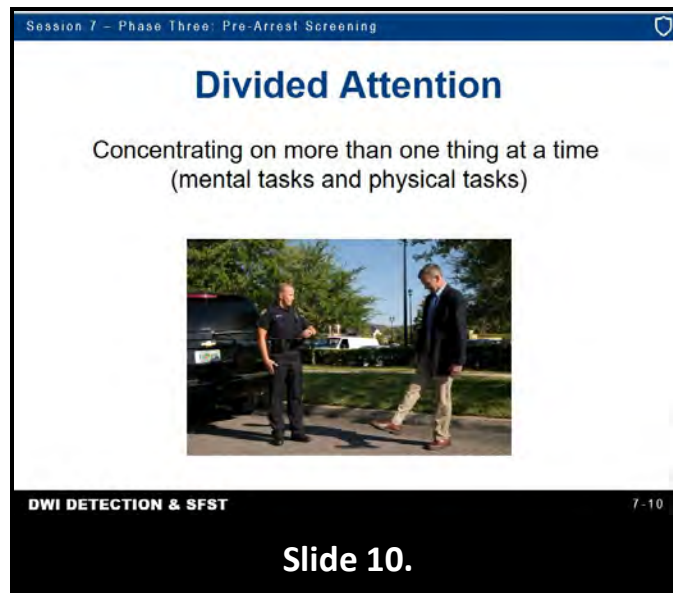 Session 7 – Phase Three: Pre-Arrest Screening
Divided Attention
Concentrating on more than one thing at a time
(mental tasks and physical tasks)
DWI DETECTION & SFST
7-10
Slide 10.